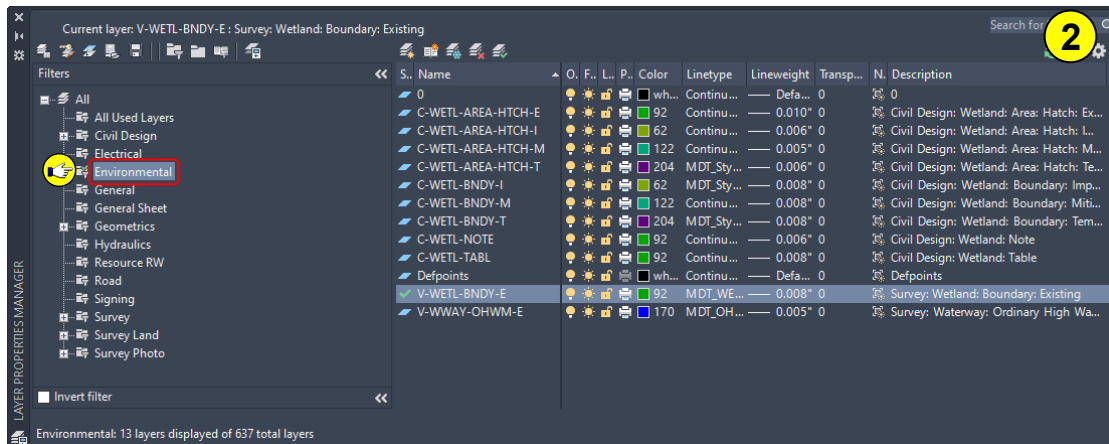 Current layer: V-WETL-BNDY-E : Survey: Wetland: Boundary: Existing
Search for
2
Filters
S.. Name O. F.. L.. P.. Color Linetype Lineweight Transp... N. Description
All
All Used Layers
Civil Design
Electrical
Environmental
General
General Sheet
Geometrics
Hydraulics
Resource RW
Road
Signing
Survey
Survey Land
Survey Photo
0 wh... Continu... Defa... 0 0
C-WETL-AREA-HTCH-E 92 Continu... 0.010" 0 Civil Design: Wetland: Area: Hatch: Ex...
C-WETL-AREA-HTCH-I 62 Continu... 0.006" 0 Civil Design: Wetland: Area: Hatch: I...
C-WETL-AREA-HTCH-M 122 Continu... 0.005" 0 Civil Design: Wetland: Area: Hatch: M...
C-WETL-AREA-HTCH-T 204 MDT_Sty... 0.006" 0 Civil Design: Wetland: Area: Hatch: Te...
C-WETL-BNDY-I 62 MDT_Sty... 0.008" 0 Civil Design: Wetland: Boundary: Imp...
C-WETL-BNDY-M 122 Continu... 0.008" 0 Civil Design: Wetland: Boundary: Miti...
C-WETL-BNDY-T 204 MDT_Sty... 0.008" 0 Civil Design: Wetland: Boundary: Tem...
C-WETL-NOTE 92 Continu... 0.006" 0 Civil Design: Wetland: Note
C-WETL-TABL 92 Continu... 0.008" 0 Civil Design: Wetland: Table
Defpoints wh... Continu... Defa... 0 Defpoints
V-WETL-BNDY-E 92 MDT_WE... 0.008" 0 Survey: Wetland: Boundary: Existing
V-WWAY-OHWM-E 170 MDT_OH... 0.005" 0 Survey: Waterway: Ordinary High Wa...
Invert filter
LAYER PROPERTIES MANAGER
Environmental: 13 layers displayed of 637 total layers